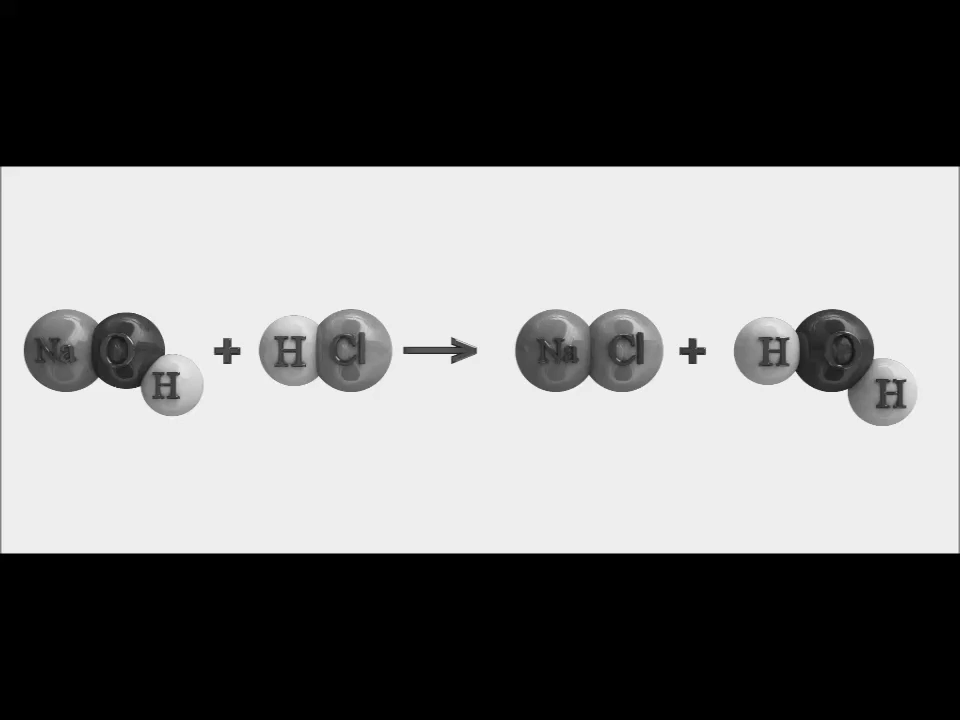 Na O H + H Cl → Na Cl + H O H